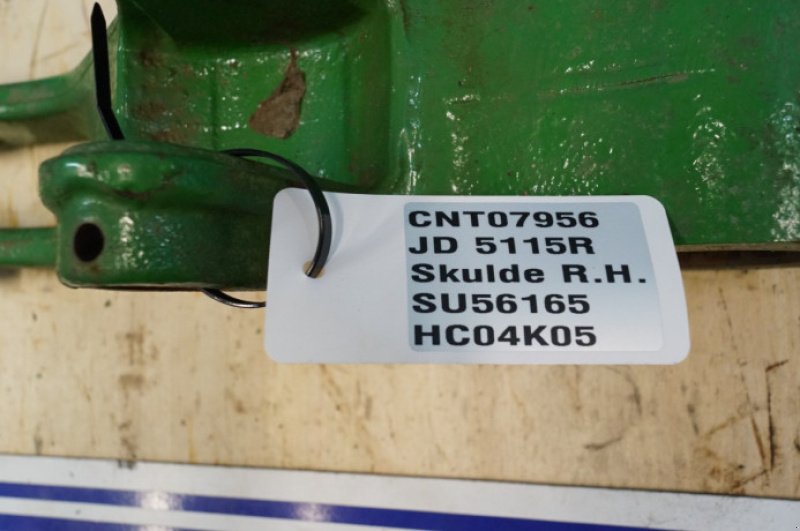 CNT07956
JD 5115R
Skulde R.H.
SU56165
HC04K05